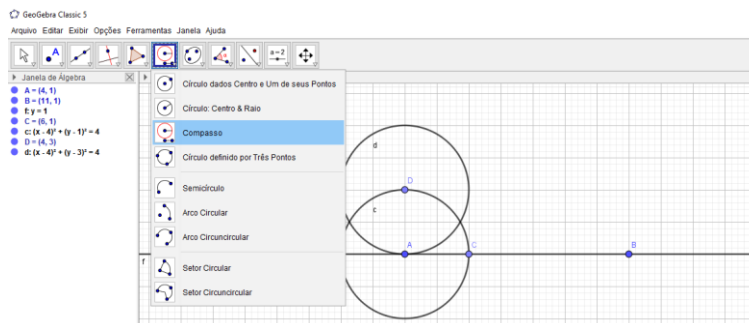 GeoGebra Classic 5
Arquivo Editar Exibir Opções Ferramentas Janela Ajuda
A
a=2
Janela de Álgebra
A = (4, 1)
B = (11, 1)
f: y = 1
C = (6, 1)
c: (x - 4)² + (y - 1)² = 4
D = (4, 3)
d: (x - 4)² + (y - 3)² = 4
Círculo dados Centro e Um de seus Pontos
Círculo: Centro & Raio
Compasso
Círculo definido por Três Pontos
Semicírculo
Arco Circular
Arco Circuncircular
Setor Circular
Setor Circuncircular
d
D
c
A
C
B
f